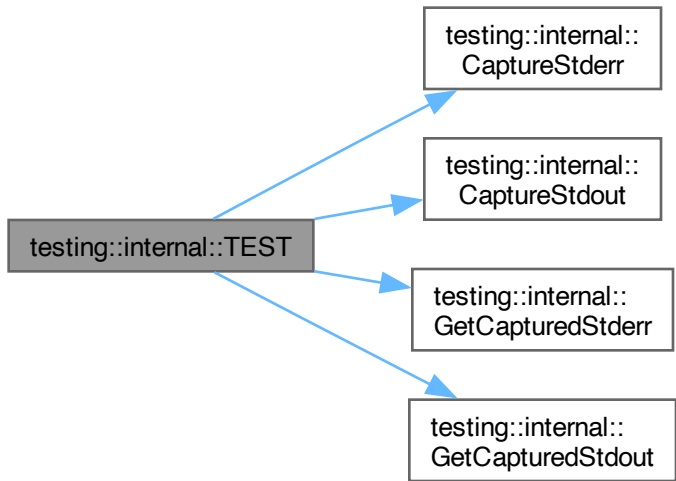 testing::internal::
CaptureStderr
testing::internal::
CaptureStdout
testing::internal::TEST
testing::internal::
GetCapturedStderr
testing::internal::
GetCapturedStdout